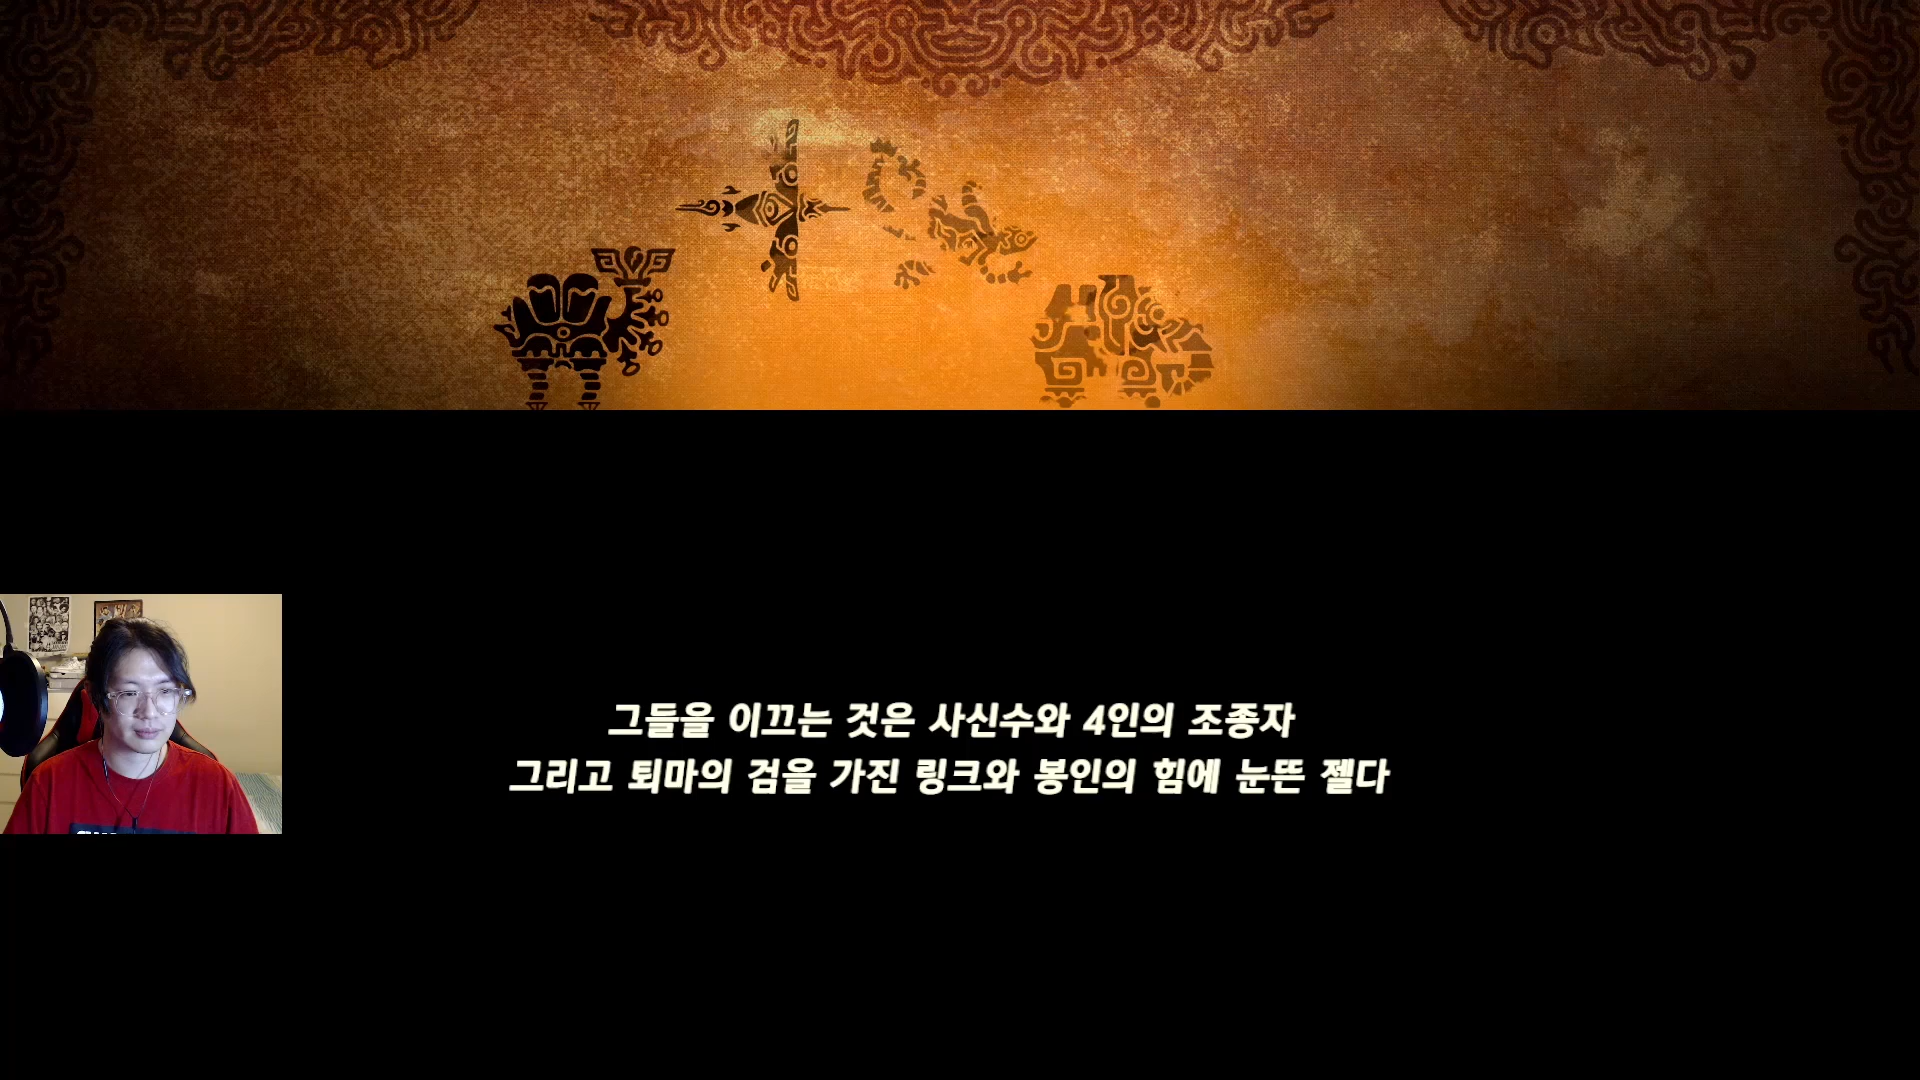 그들을 이끄는 것은 사신수와 4인의 조종자
그리고 퇴마의 검을 가진 링크와 봉인의 힘에 눈뜬 젤다